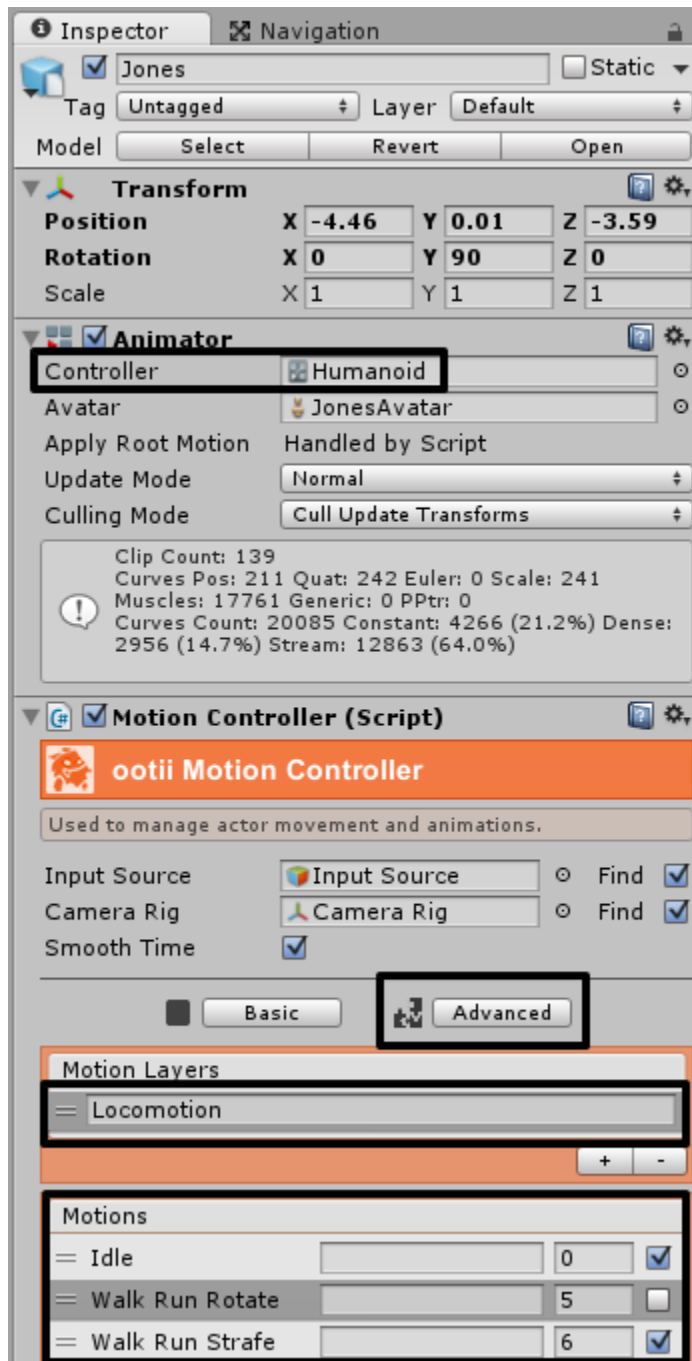 Inspector Navigation
Jones Static
Tag Untagged Layer Default
Model Select Revert Open
Transform
Position X -4.46 Y 0.01 Z -3.59
Rotation X 0 Y 90 Z 0
Scale X 1 Y 1 Z 1
Animator
Controller Humanoid
Avatar JonesAvatar
Apply Root Motion Handled by Script
Update Mode Normal
Culling Mode Cull Update Transforms
Clip Count: 139
Curves Pos: 211 Quat: 242 Euler: 0 Scale: 241
Muscles: 17761 Generic: 0 PPtr: 0
Curves Count: 20085 Constant: 4266 (21.2%) Dense:
2956 (14.7%) Stream: 12863 (64.0%)
Motion Controller (Script)
ootii Motion Controller
Used to manage actor movement and animations.
Input Source Input Source Find
Camera Rig Camera Rig Find
Smooth Time
Basic Advanced
Motion Layers
Locomotion
+ -
Motions
Idle 0
Walk Run Rotate 5
Walk Run Strafe 6